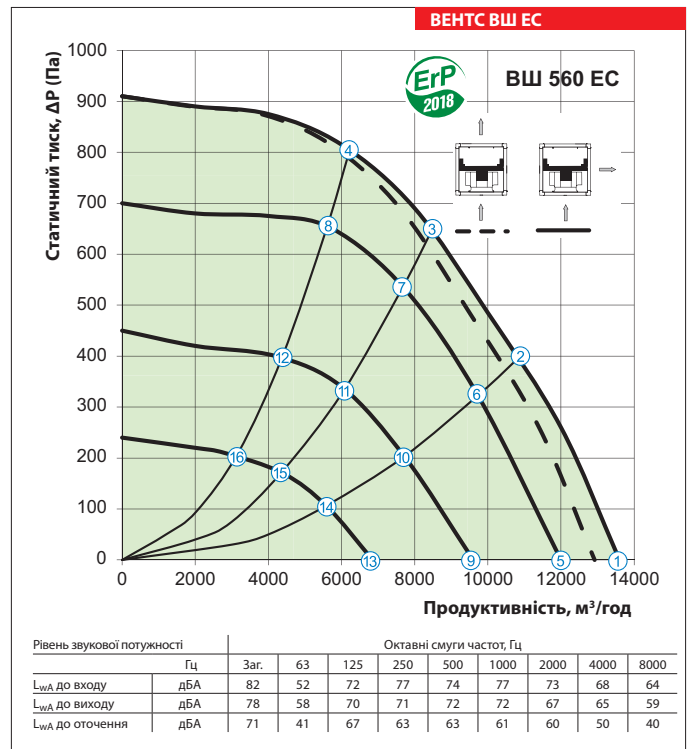 ВЕНТС ВШ ЕС
Статичний тиск, ΔP (Па)
1000
900
800
700
600
500
400
300
200
100
0
ErP
2018
ВШ 560 ЕС
4
3
8
7
2
12
11
6
16
15
10
14
13
9
5
1
0 2000 4000 6000 8000 10000 12000 14000
Продуктивність, м³/год
Рівень звукової потужності Октавні смуги частот, Гц
Гц Заг. 63 125 250 500 1000 2000 4000 8000
LwA до входу дБА 82 52 72 77 74 77 73 68 64
LwA до виходу дБА 78 58 70 71 72 72 67 65 59
LwA до оточення дБА 71 41 67 63 63 61 60 50 40